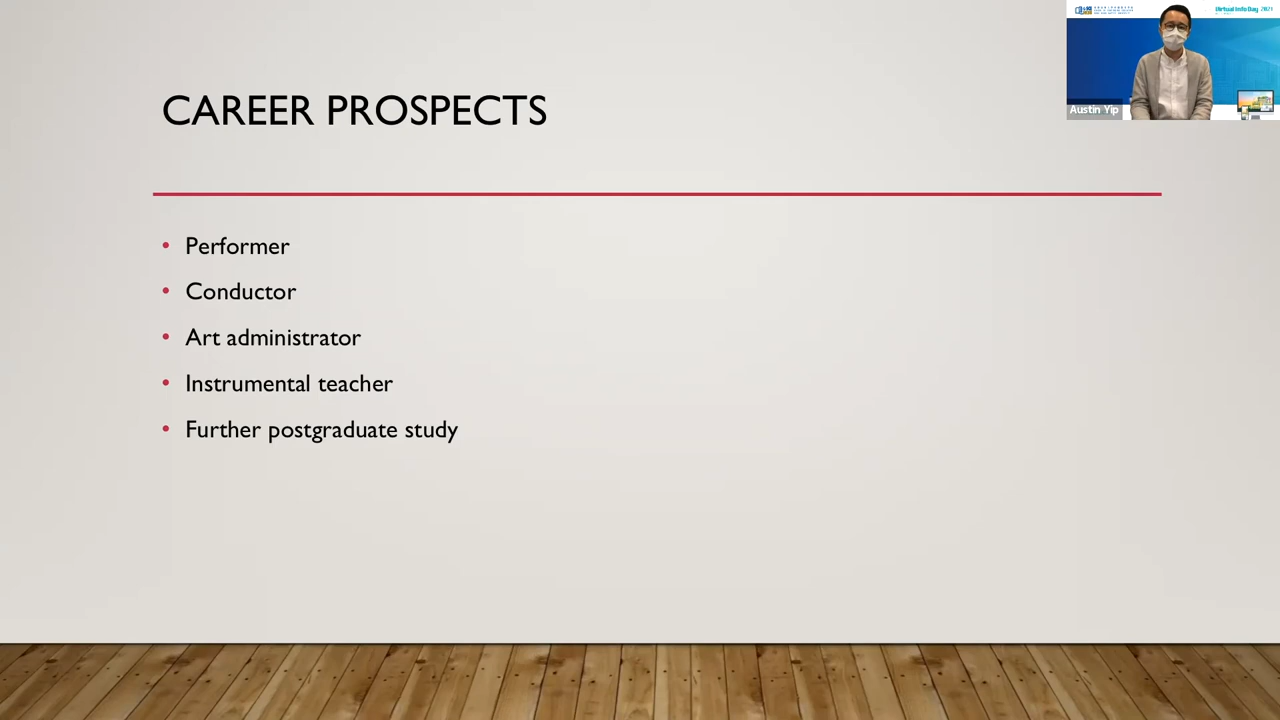 CAREER PROSPECTS
Performer
Conductor
Art administrator
Instrumental teacher
Further postgraduate study
Virtual Info Day 2021
Austin Yip